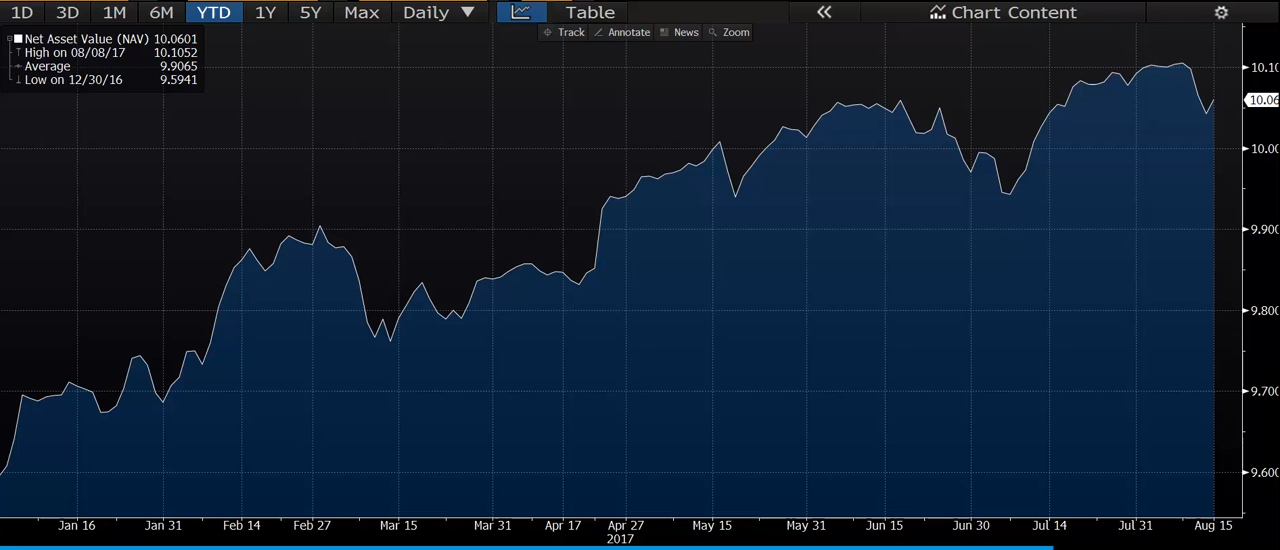 1D 3D 1M 6M YTD 1Y 5Y Max Daily Table Chart Content
Track Annotate News Zoom
Net Asset Value (NAV) 10.0601
High on 08/08/17 10.1052
Average 9.9065
Low on 12/30/16 9.5941
10.10
10.06
10.00
9.900
9.800
9.700
9.600
Jan 16 Jan 31 Feb 14 Feb 27 Mar 15 Mar 31 Apr 17 Apr 27 May 15 May 31 Jun 15 Jun 30 Jul 14 Jul 31 Aug 15
2017